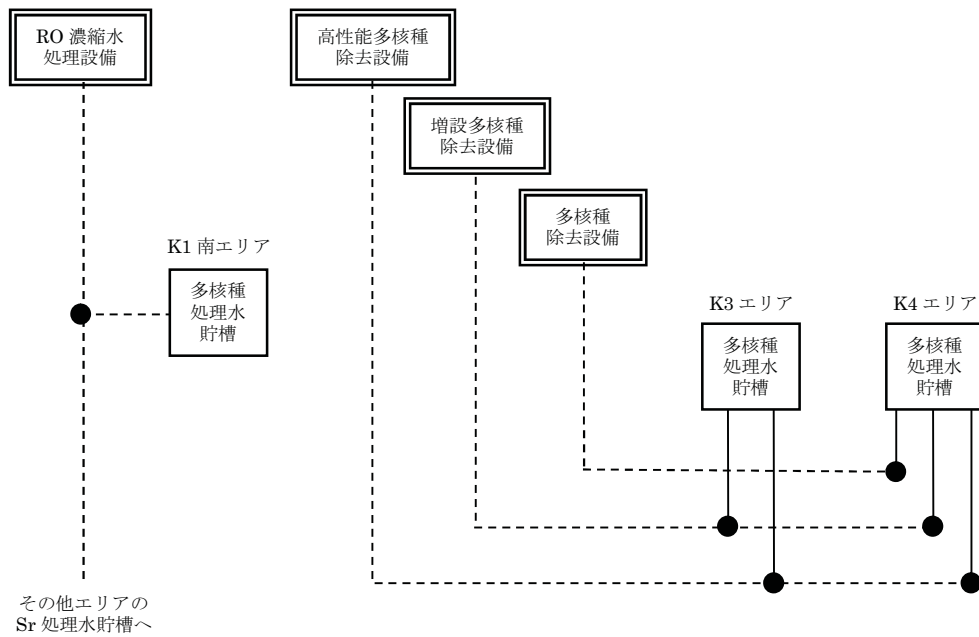 RO 濃縮水
処理設備
高性能多核種
除去設備
増設多核種
除去設備
多核種
除去設備
K1 南エリア
多核種
処理水
貯槽
K3 エリア
多核種
処理水
貯槽
K4 エリア
多核種
処理水
貯槽
その他エリアの
Sr 処理水貯槽へ